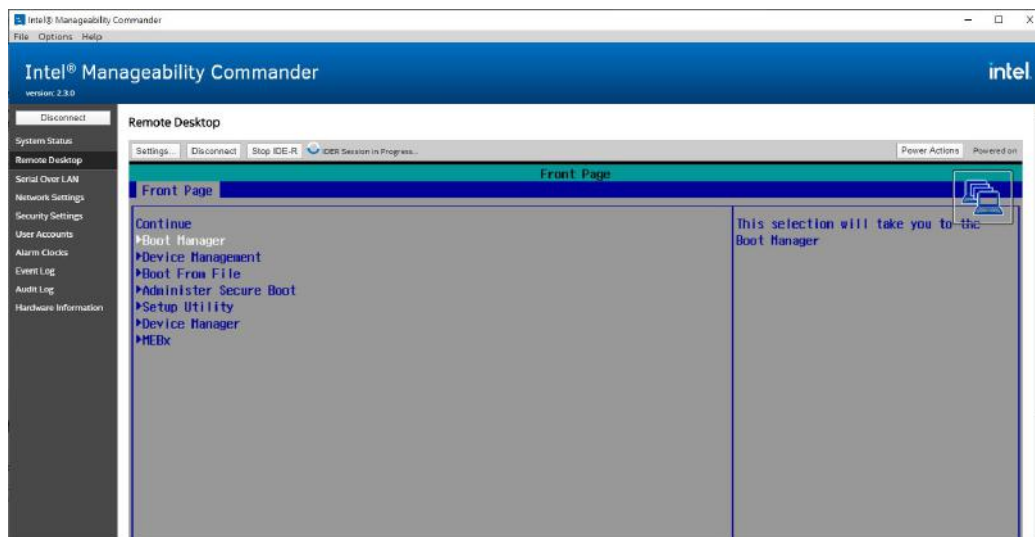 Intel® Manageability Commander
File Options Help
Intel® Manageability Commander
version: 2.3.0
intel.
Disconnect
System Status
Remote Desktop
Serial Over LAN
Network Settings
Security Settings
User Accounts
Alarm Clocks
Event Log
Audit Log
Hardware Information
Remote Desktop
Settings... Disconnect Stop IDE-R IDER Session in Progress... Power Actions Powered on
Front Page
Front Page
Continue
Boot Manager
Device Management
Boot From File
Administer Secure Boot
Setup Utility
Device Manager
MEBx
This selection will take you to the
Boot Manager